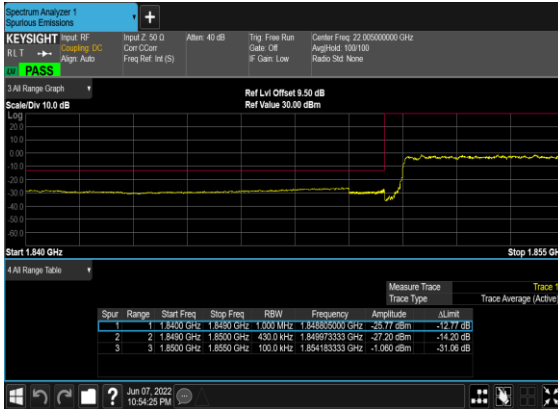 Spectrum Analyzer 1
Spurious Emissions
+
KEYSIGHT Input: RF Input Z: 50 Ω Atten: 40 dB Trig: Free Run Center Freq: 22.005000000 GHz
RLT Coupling: DC Corr CCorr Gate: Off Avg|Hold: 100/100
Align: Auto Freq Ref: Int (S) IF Gain: Low Radio Std: None
PASS
3 All Range Graph Ref Lvl Offset 9.50 dB
Scale/Div 10.0 dB Ref Value 30.00 dBm
Log
20.0
10.0
0.00
-10.0
-20.0
-30.0
-40.0
-50.0
-60.0
Start 1.840 GHz Stop 1.855 GH
4 All Range Table
Measure Trace Trace 1
Trace Type Trace Average (Active)
Spur Range Start Freq Stop Freq RBW Frequency Amplitude ΔLimit
1 1 1.8400 GHz 1.8490 GHz 1.000 MHz 1.848805000 GHz -25.77 dBm -12.77 dB
2 2 1.8490 GHz 1.8500 GHz 430.0 kHz 1.849973333 GHz -27.20 dBm -14.20 dB
3 3 1.8500 GHz 1.8550 GHz 100.0 kHz 1.854183333 GHz -1.060 dBm -31.06 dB
? Jun 07, 2022
10:54:25 PM